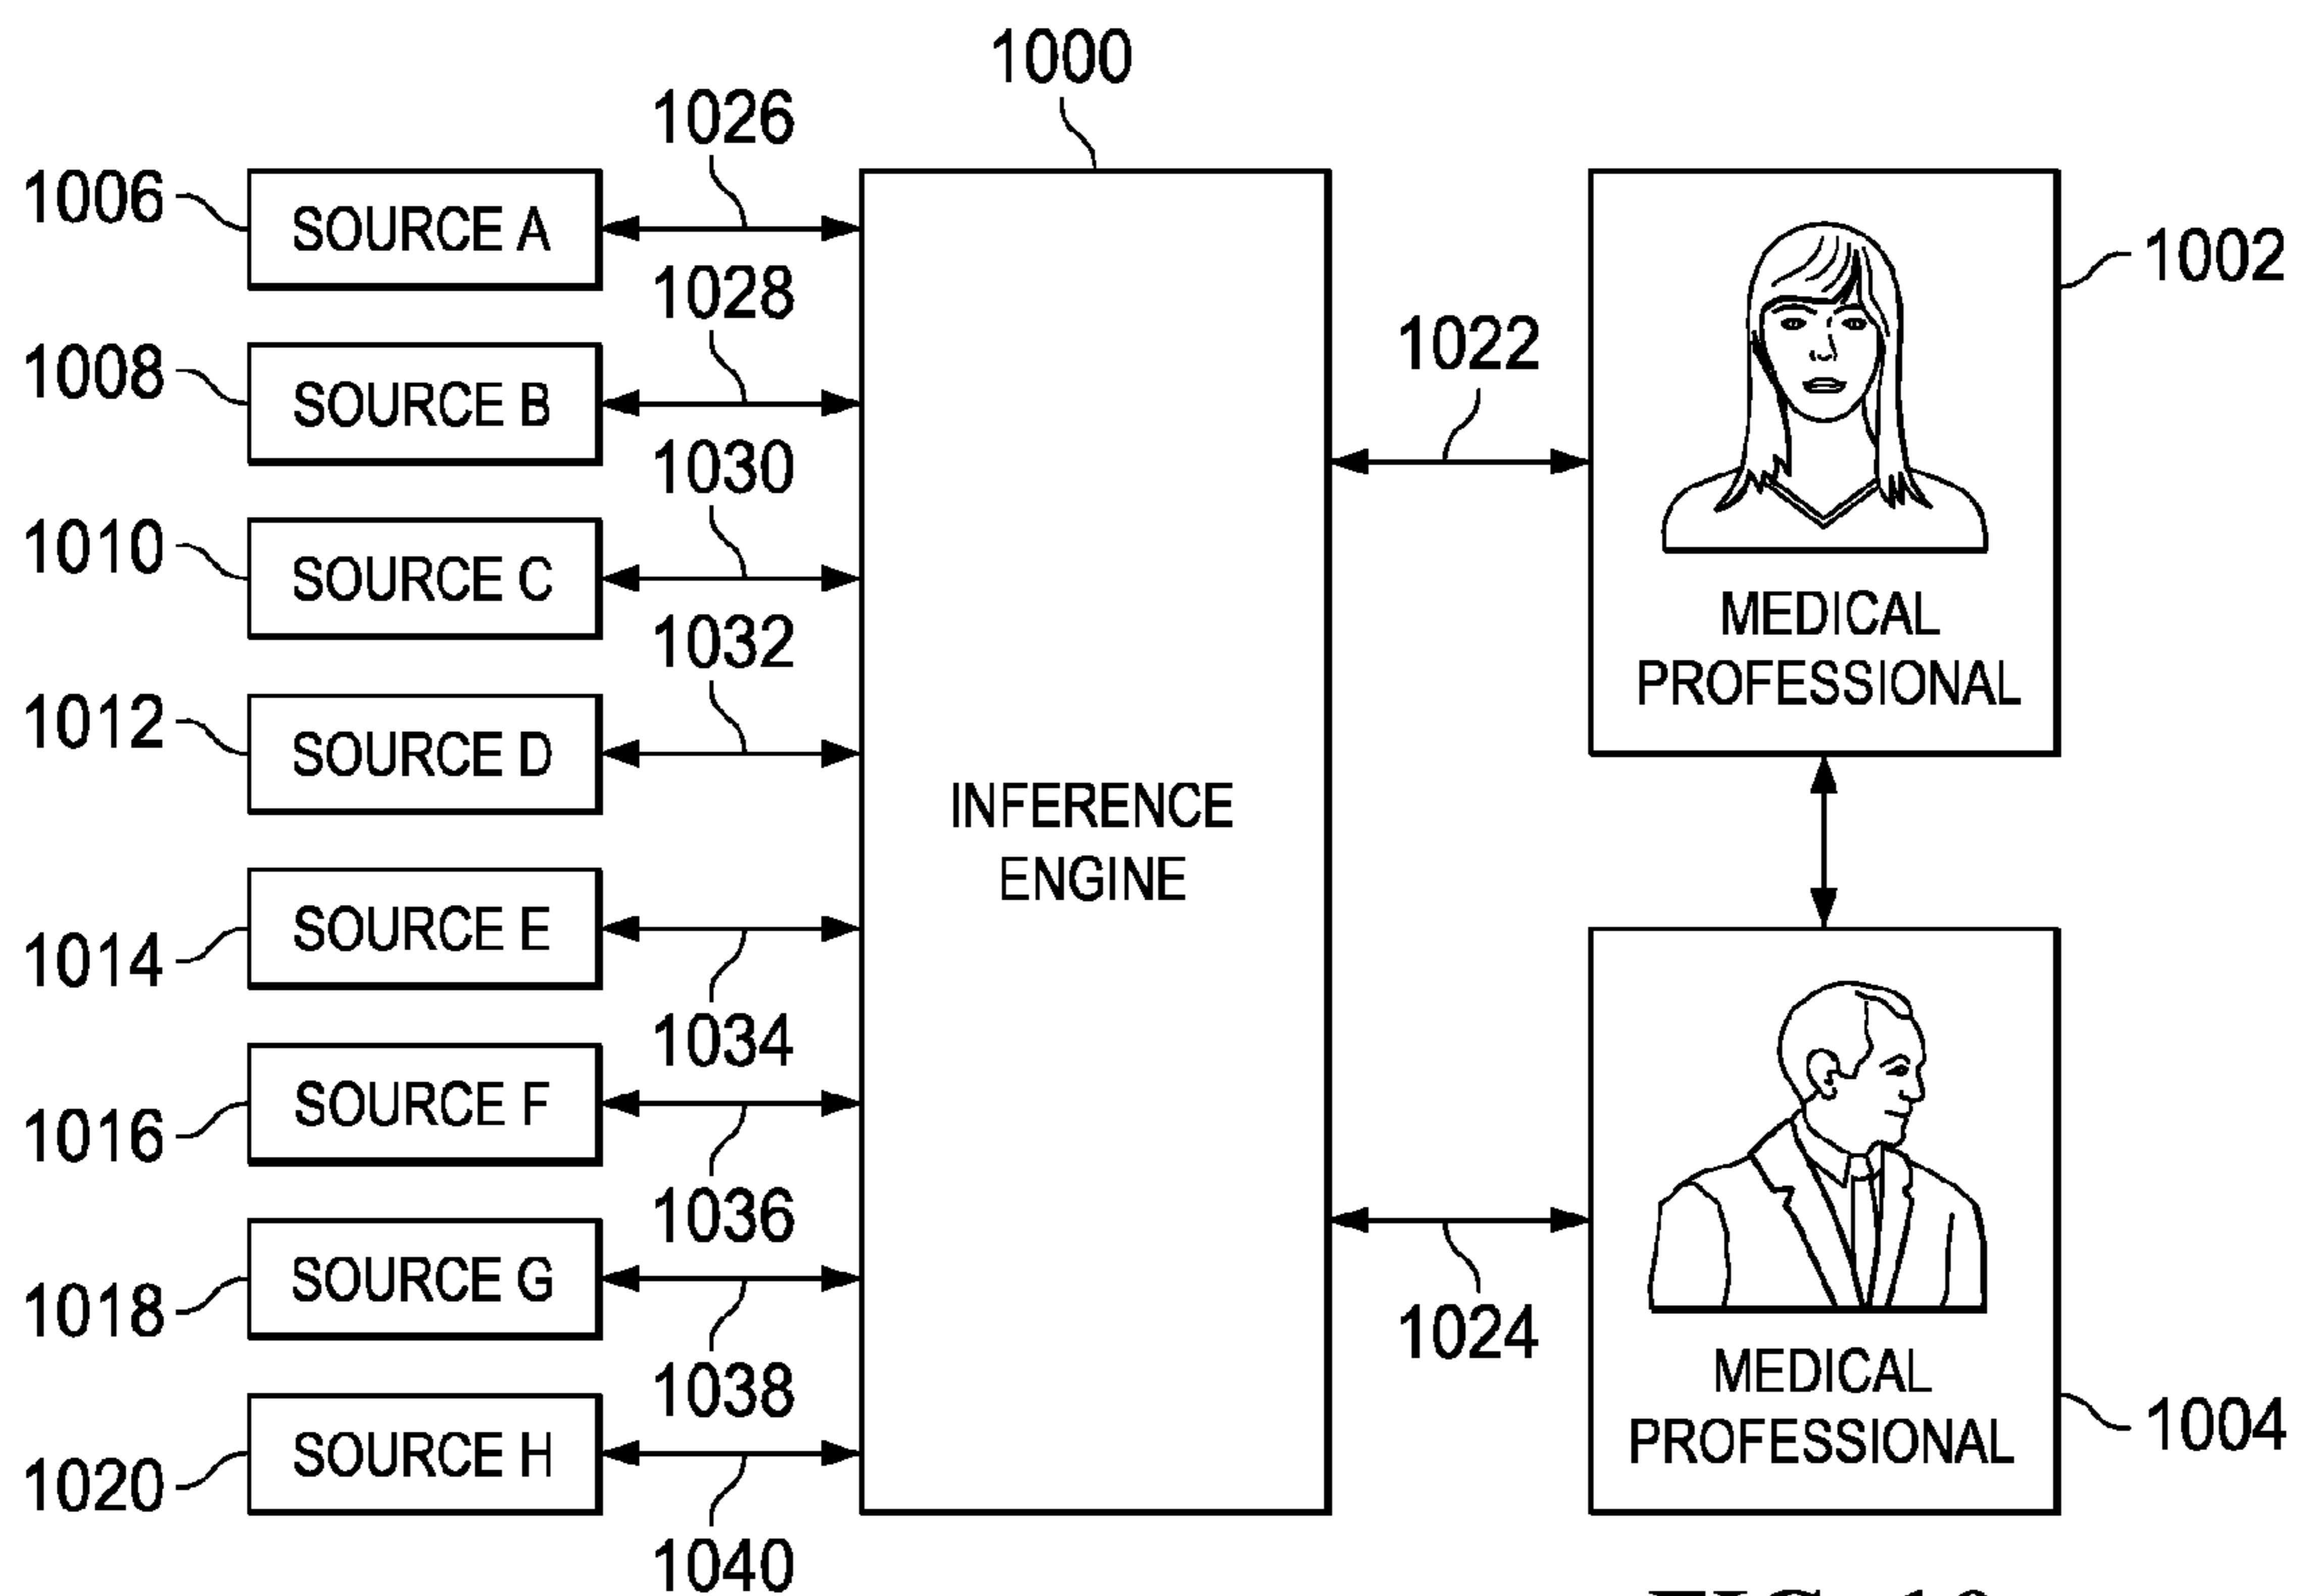 1000
1026
1006
SOURCE A
1028
1002
1008
SOURCE B
1022
1030
1010
SOURCE C
1032
MEDICAL
PROFESSIONAL
1012
SOURCE D
INFERENCE
ENGINE
1014
SOURCE E
1034
1016
SOURCE F
1036
1018
SOURCE G
1024
1038
MEDICAL
PROFESSIONAL
1004
1020
SOURCE H
1040